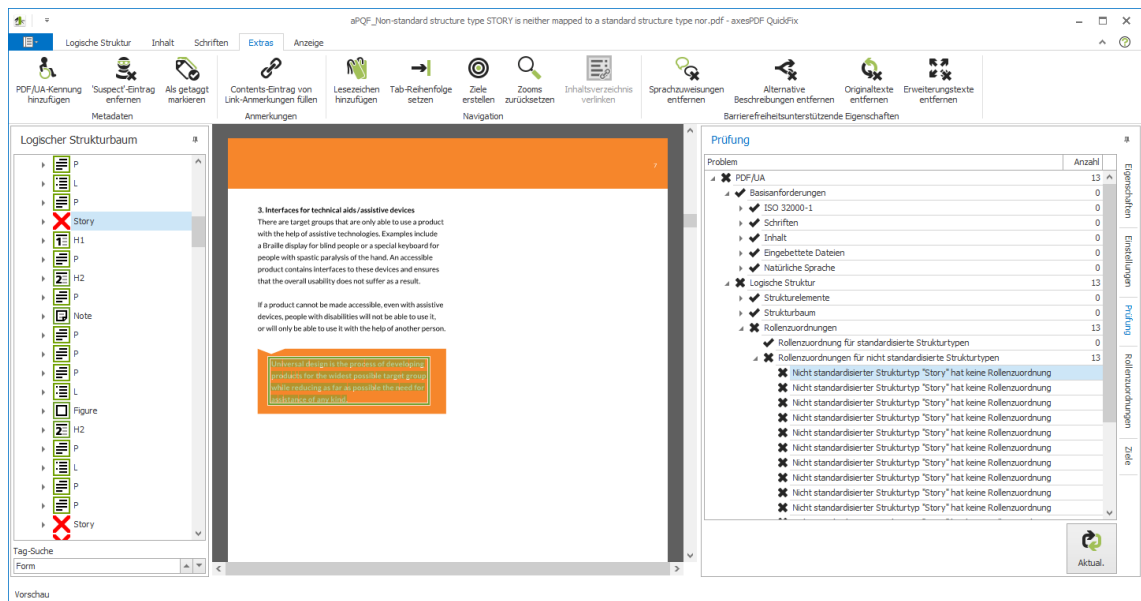 aPQF_Non-standard structure type STORY is neither mapped to a standard structure type nor.pdf - axesPDF QuickFix
Logische Struktur Inhalt Schriften Extras Anzeige
PDF/UA-Kennung hinzufügen
'Suspect'-Eintrag entfernen
Als getaggt markieren
Contents-Eintrag von Link-Anmerkungen füllen
Lesezeichen hinzufügen
Tab-Reihenfolge setzen
Ziele erstellen
Zooms zurücksetzen
Inhaltsverzeichnis verlinken
Sprachzuweisungen entfernen
Alternative Beschreibungen entfernen
Originaltexte entfernen
Erweiterungstexte entfernen
Metadaten
Anmerkungen
Navigation
Barrierefreiheitsunterstützende Eigenschaften
Logischer Strukturbaum
P
L
P
Story
H1
P
H2
P
Note
P
P
P
L
Figure
H2
P
L
P
P
Story
Tag-Suche
Form
Vorschau
7
3. Interfaces for technical aids/assistive devices
There are target groups that are only able to use a product
with the help of assistive technologies. Examples include
a Braille display for blind people or a special keyboard for
people with spastic paralysis of the hand. An accessible
product contains interfaces to these devices and ensures
that the overall usability does not suffer as a result.
If a product cannot be made accessible, even with assistive
devices, people with disabilities will not be able to use it,
or will only be able to use it with the help of another person.
Universal design is the process of developing
products for the widest possible target group
while reducing as far as possible the need for
assistance of any kind.
Prüfung
Problem Anzahl
PDF/UA 13
Basisanforderungen 0
ISO 32000-1 0
Schriften 0
Inhalt 0
Eingebettete Dateien 0
Natürliche Sprache 0
Logische Struktur 13
Strukturelemente 0
Strukturbaum 0
Rollenzuordnungen 13
Rollenzuordnung für standardisierte Strukturtypen 0
Rollenzuordnungen für nicht standardisierte Strukturtypen 13
Nicht standardisierter Strukturtyp "Story" hat keine Rollenzuordnung
Nicht standardisierter Strukturtyp "Story" hat keine Rollenzuordnung
Nicht standardisierter Strukturtyp "Story" hat keine Rollenzuordnung
Nicht standardisierter Strukturtyp "Story" hat keine Rollenzuordnung
Nicht standardisierter Strukturtyp "Story" hat keine Rollenzuordnung
Nicht standardisierter Strukturtyp "Story" hat keine Rollenzuordnung
Nicht standardisierter Strukturtyp "Story" hat keine Rollenzuordnung
Nicht standardisierter Strukturtyp "Story" hat keine Rollenzuordnung
Nicht standardisierter Strukturtyp "Story" hat keine Rollenzuordnung
Nicht standardisierter Strukturtyp "Story" hat keine Rollenzuordnung
Aktual.
Eigenschaften
Einstellungen
Prüfung
Rollenzuordnungen
Ziele